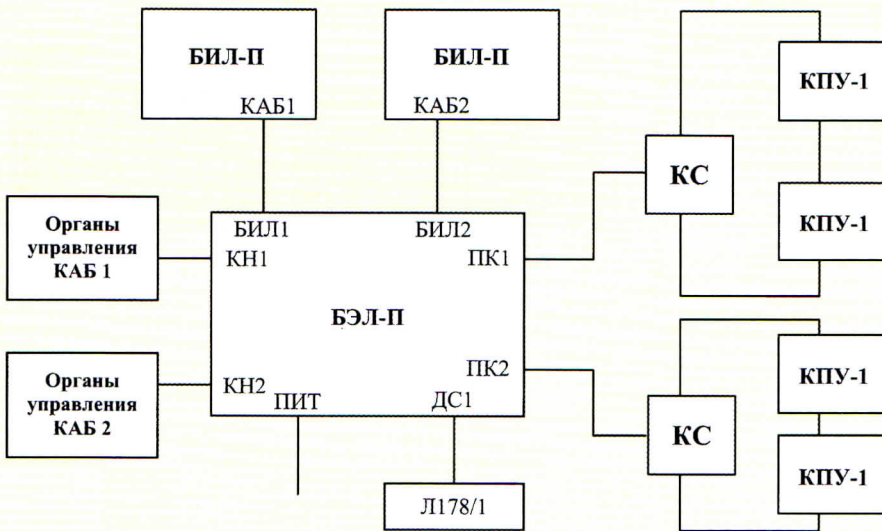 БИЛ-П
КАБ1
БИЛ-П
КАБ2
КПУ-1
КС
КПУ-1
Органы
управления
КАБ 1
БИЛ1
БИЛ2
КН1
ПК1
БЭЛ-П
КН2
ПК2
ПИТ
ДС1
Органы
управления
КАБ 2
КПУ-1
КС
КПУ-1
Л178/1